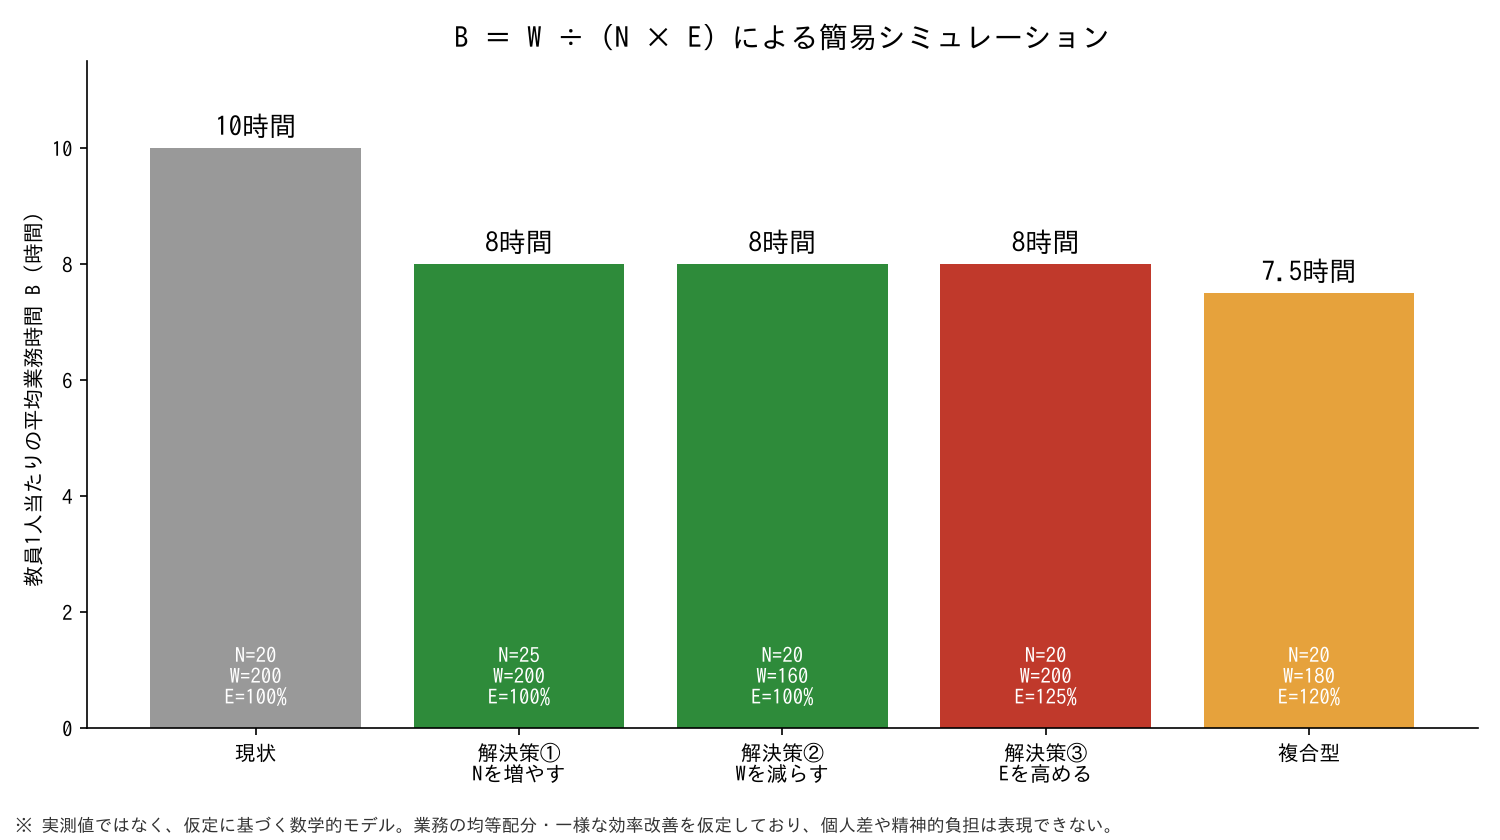 B = W ÷ (N × E) による簡易シミュレーション
教員1人当たりの平均業務時間 B (時間)
10
8
6
4
2
0
10時間
8時間
8時間
8時間
7.5時間
N=20
W=200
E=100%
N=25
W=200
E=100%
N=20
W=160
E=100%
N=20
W=200
E=125%
N=20
W=180
E=120%
現状
解決策①
Nを増やす
解決策②
Wを減らす
解決策③
Eを高める
複合型
※ 実測値ではなく、仮定に基づく数学的モデル。業務の均等配分・一様な効率改善を仮定しており、個人差や精神的負担は表現できない。